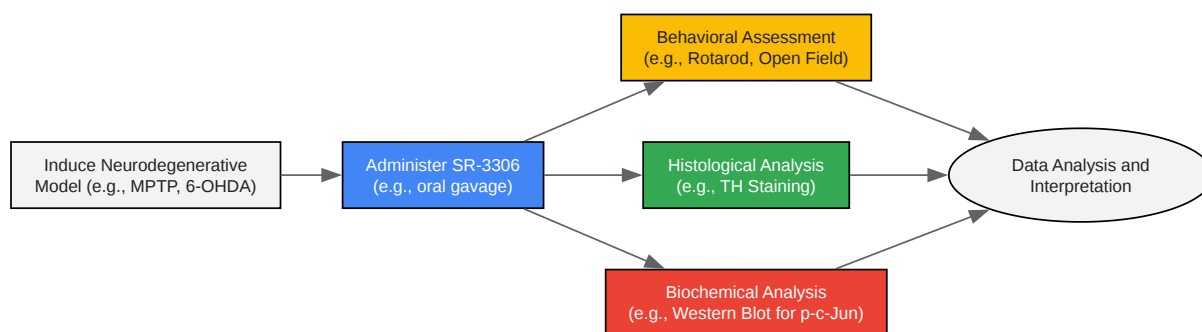 Induce Neurodegenerative
Model (e.g., MPTP, 6-OHDA)
Administer SR-3306
(e.g., oral gavage)
Behavioral Assessment
(e.g., Rotarod, Open Field)
Histological Analysis
(e.g., TH Staining)
Biochemical Analysis
(e.g., Western Blot for p-c-Jun)
Data Analysis and
Interpretation